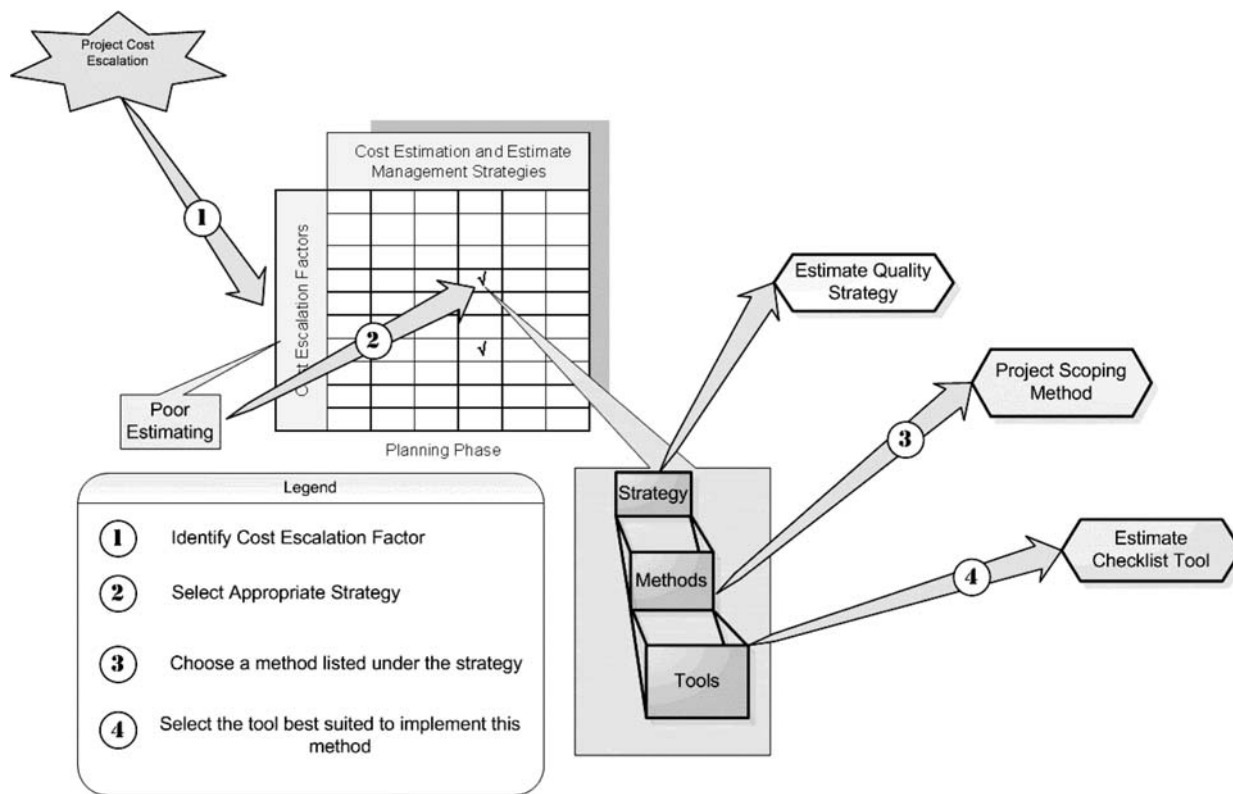 Project Cost
Escalation
Cost Estimation and Estimate
Management Strategies
Cost Escalation Factors
1
2
√
√
Poor
Estimating
Planning Phase
Estimate Quality
Strategy
Project Scoping
Method
3
Estimate
Checklist Tool
4
Strategy
Methods
Tools
Legend
1 Identify Cost Escalation Factor
2 Select Appropriate Strategy
3 Choose a method listed under the strategy
4 Select the tool best suited to implement this
method